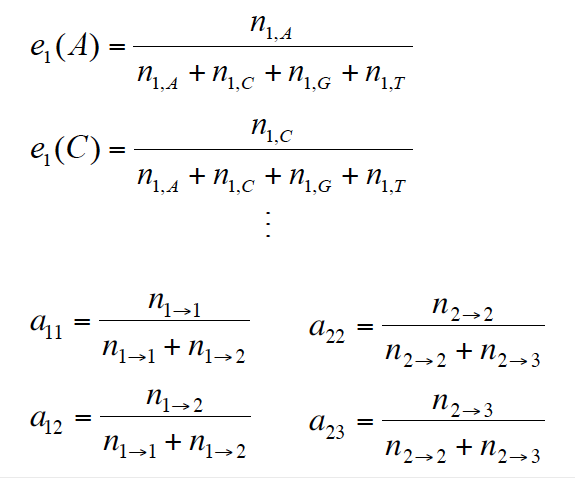 e₁(A) = n₁,A / (n₁,A + n₁,C + n₁,G + n₁,T)
e₁(C) = n₁,C / (n₁,A + n₁,C + n₁,G + n₁,T)
⋮
a₁₁ = n₁→₁ / (n₁→₁ + n₁→₂)    a₂₂ = n₂→₂ / (n₂→₂ + n₂→₃)
a₁₂ = n₁→₂ / (n₁→₁ + n₁→₂)    a₂₃ = n₂→₃ / (n₂→₂ + n₂→₃)